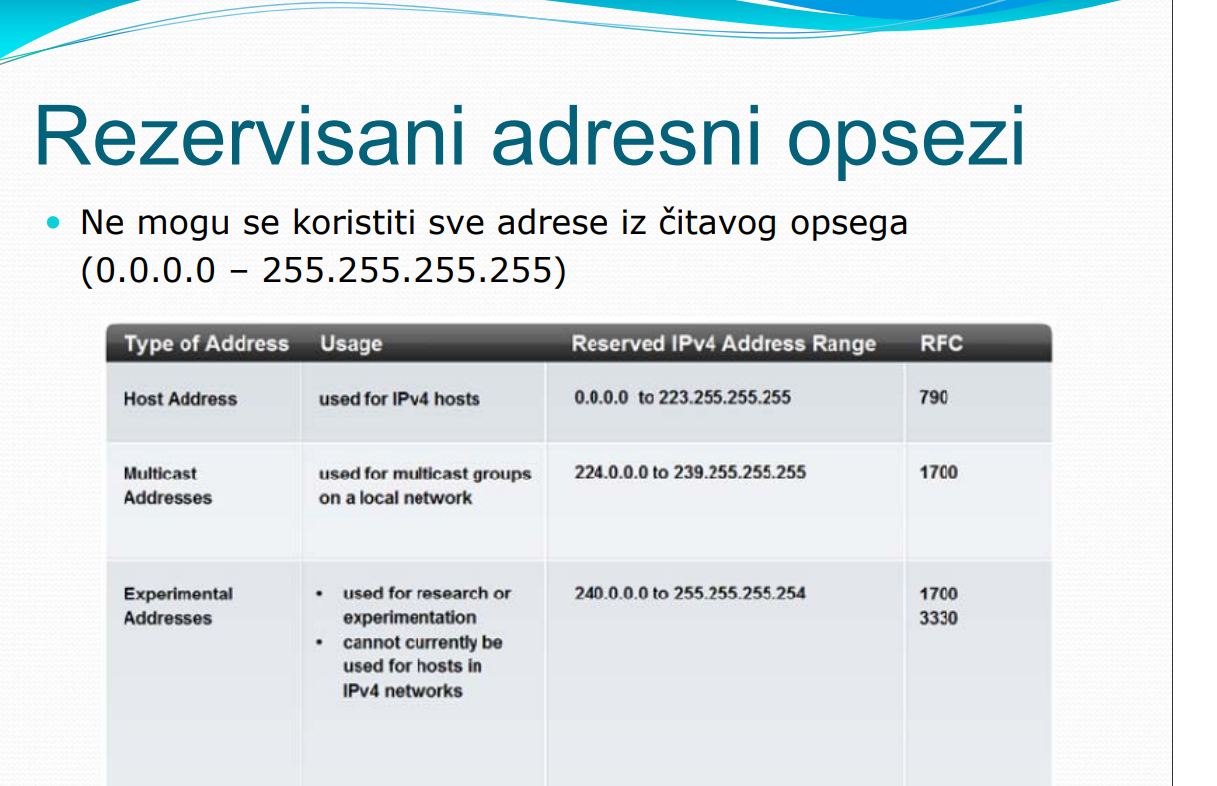 Rezervisani adresni opsezi
• Ne mogu se koristiti sve adrese iz čitavog opsega
(0.0.0.0 – 255.255.255.255)
Type of Address Usage Reserved IPv4 Address Range RFC
Host Address used for IPv4 hosts 0.0.0.0 to 223.255.255.255 790
Multicast used for multicast groups 224.0.0.0 to 239.255.255.255 1700
Addresses on a local network
Experimental • used for research or 240.0.0.0 to 255.255.255.254 1700
Addresses experimentation 3330
• cannot currently be
used for hosts in
IPv4 networks